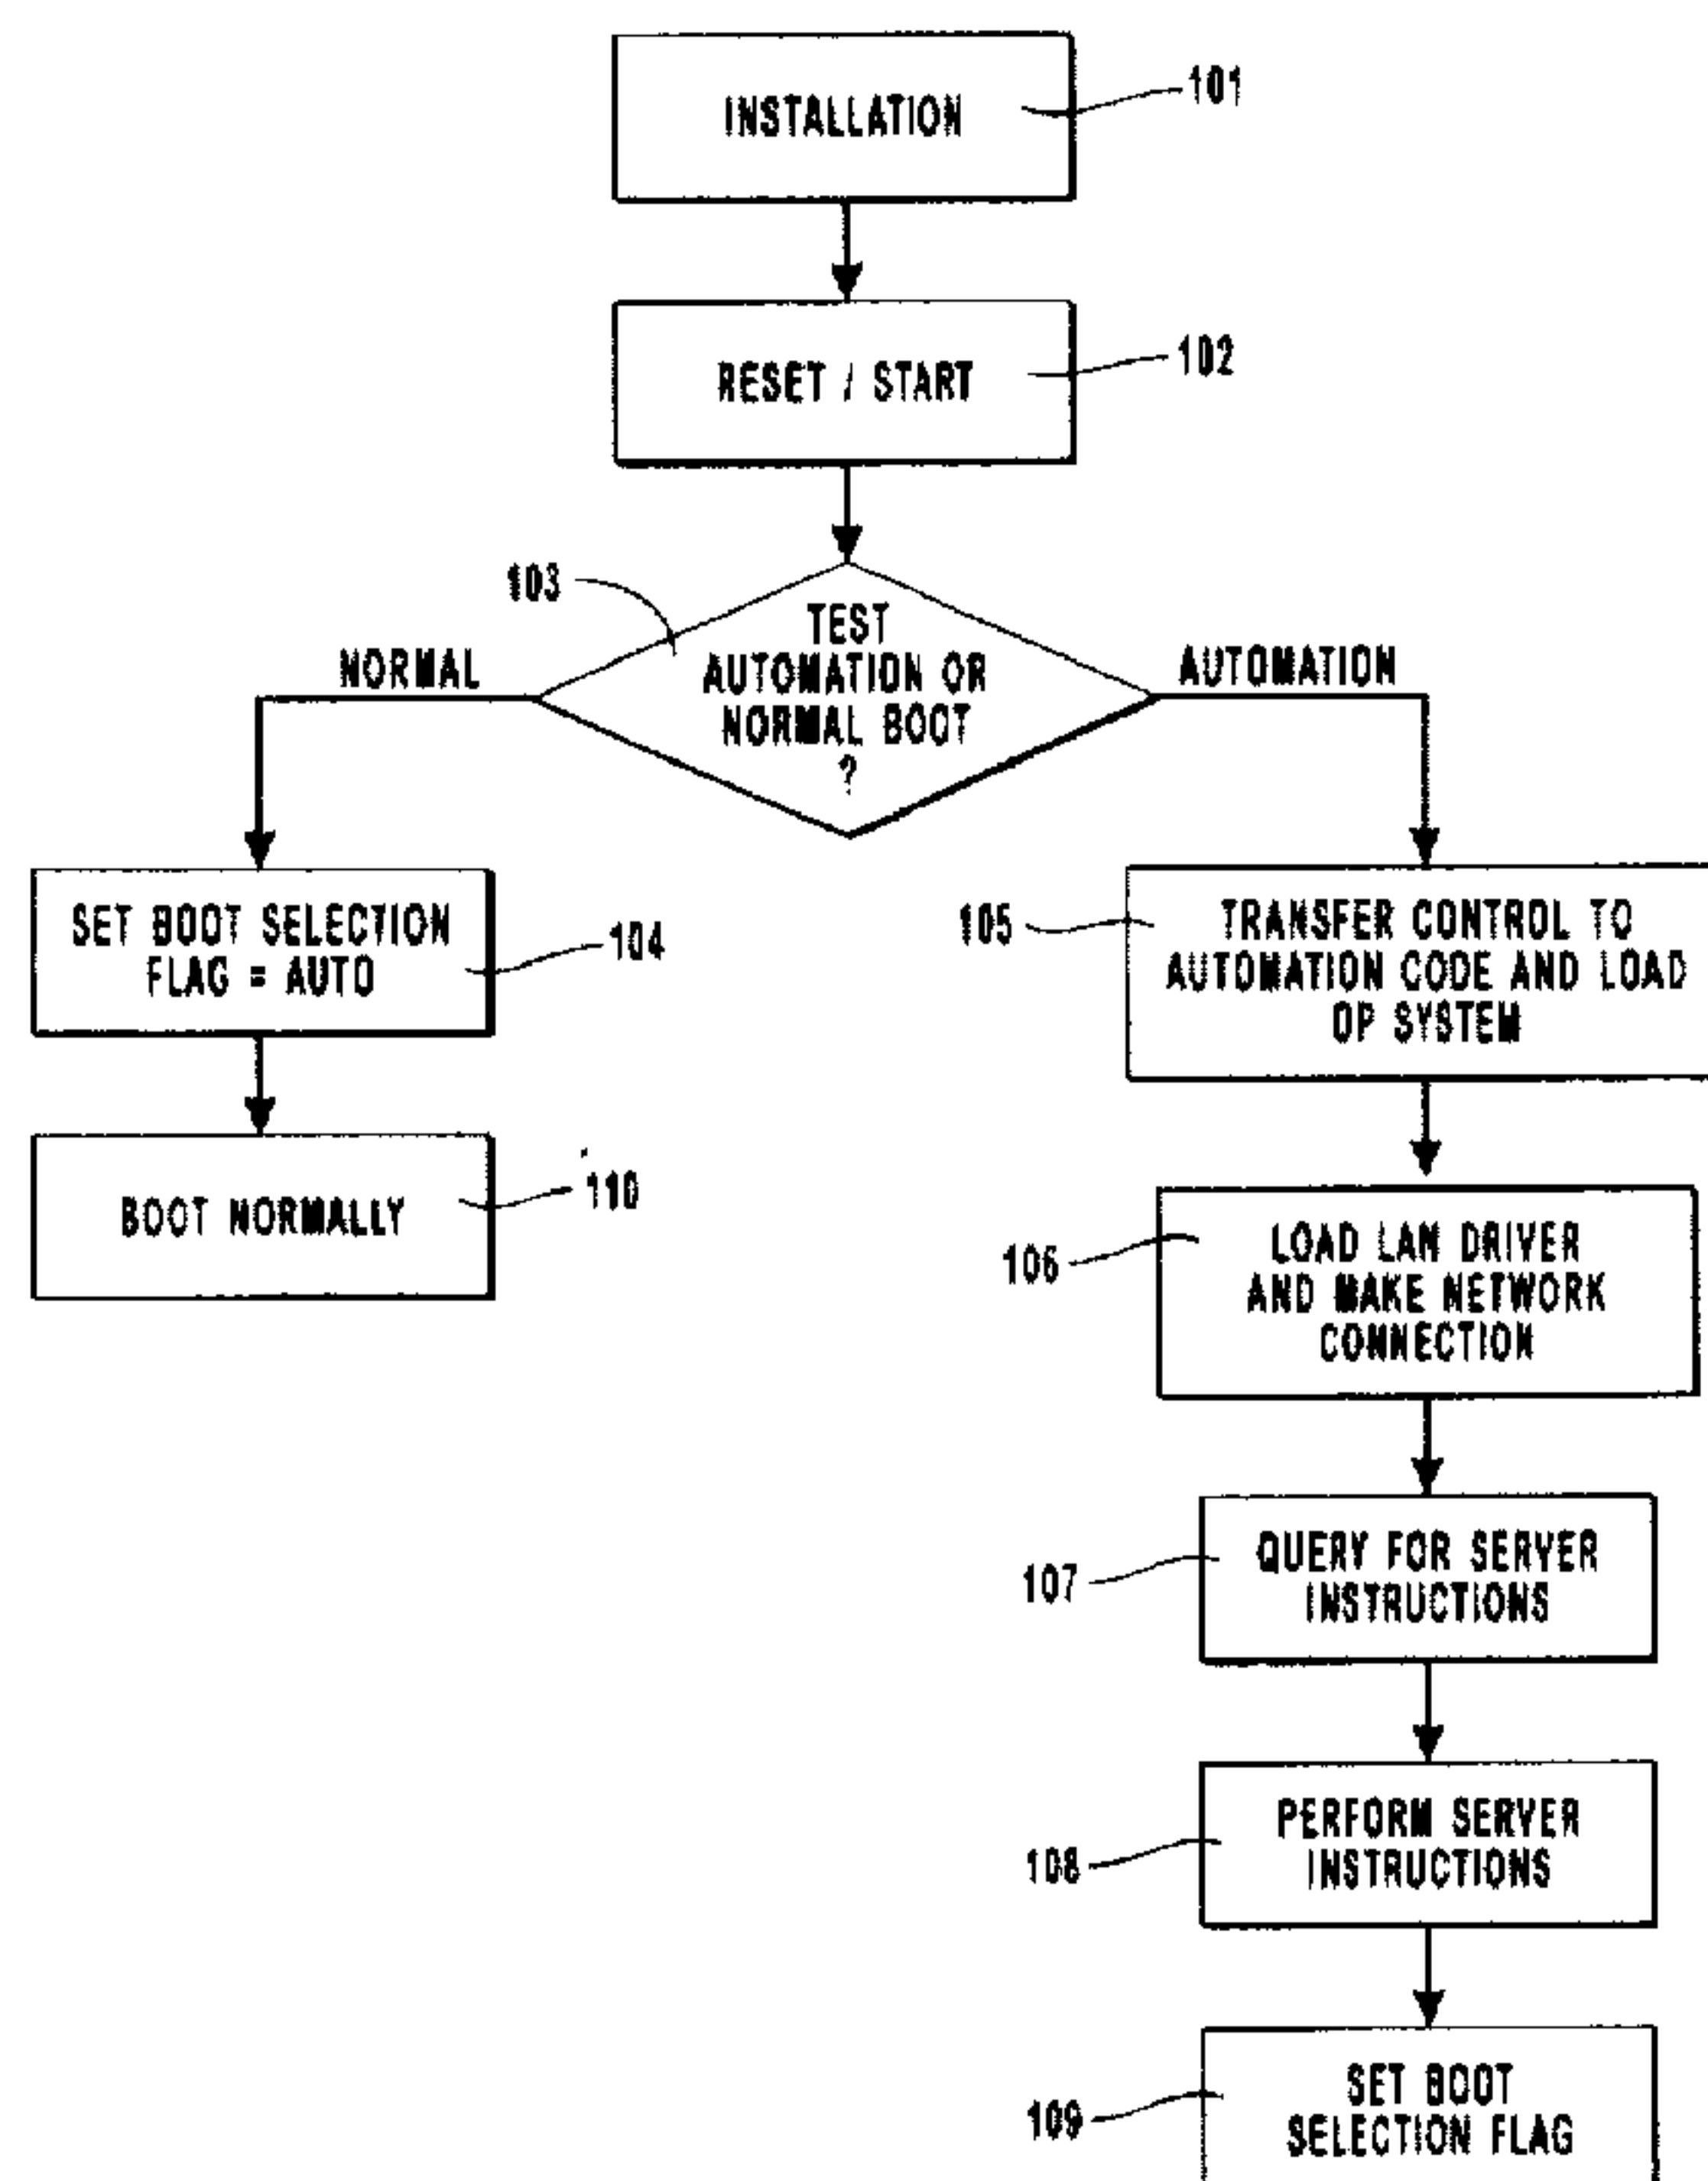 INSTALLATION
101
RESET / START
102
103
TEST
AUTOMATION OR
NORMAL BOOT
?
NORMAL
AUTOMATION
SET BOOT SELECTION
FLAG = AUTO
104
105
TRANSFER CONTROL TO
AUTOMATION CODE AND LOAD
OP SYSTEM
BOOT NORMALLY
110
106
LOAD LAN DRIVER
AND MAKE NETWORK
CONNECTION
107
QUERY FOR SERVER
INSTRUCTIONS
108
PERFORM SERVER
INSTRUCTIONS
109
SET BOOT
SELECTION FLAG